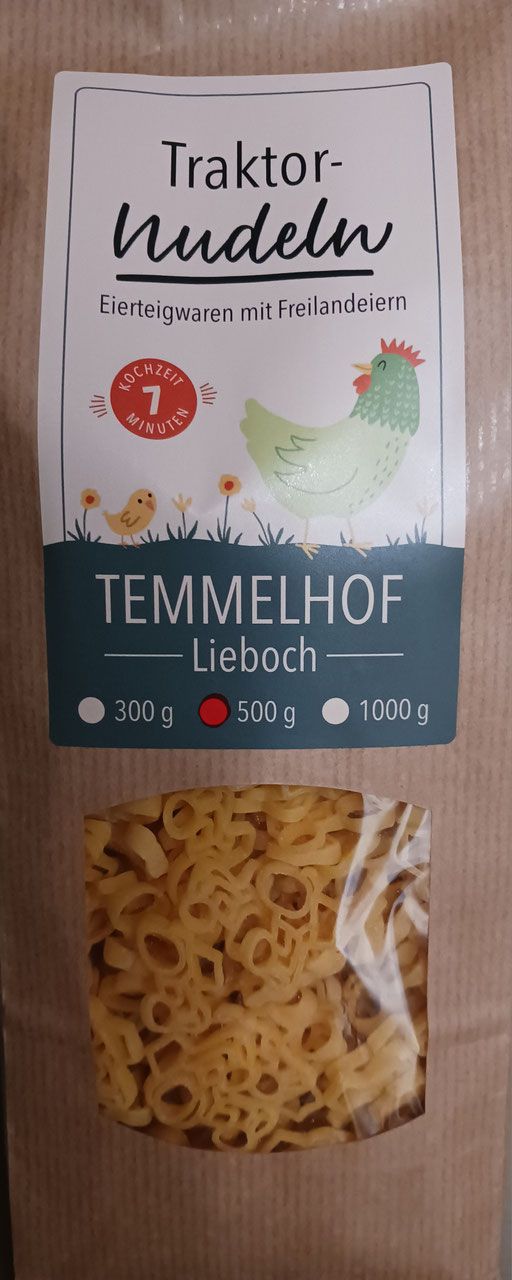 Traktor-
Nudeln
Eierteigwaren mit Freilandeiern
KOCHZEIT
7
MINUTEN
TEMMELHOF
Lieboch
300 g 500 g 1000 g